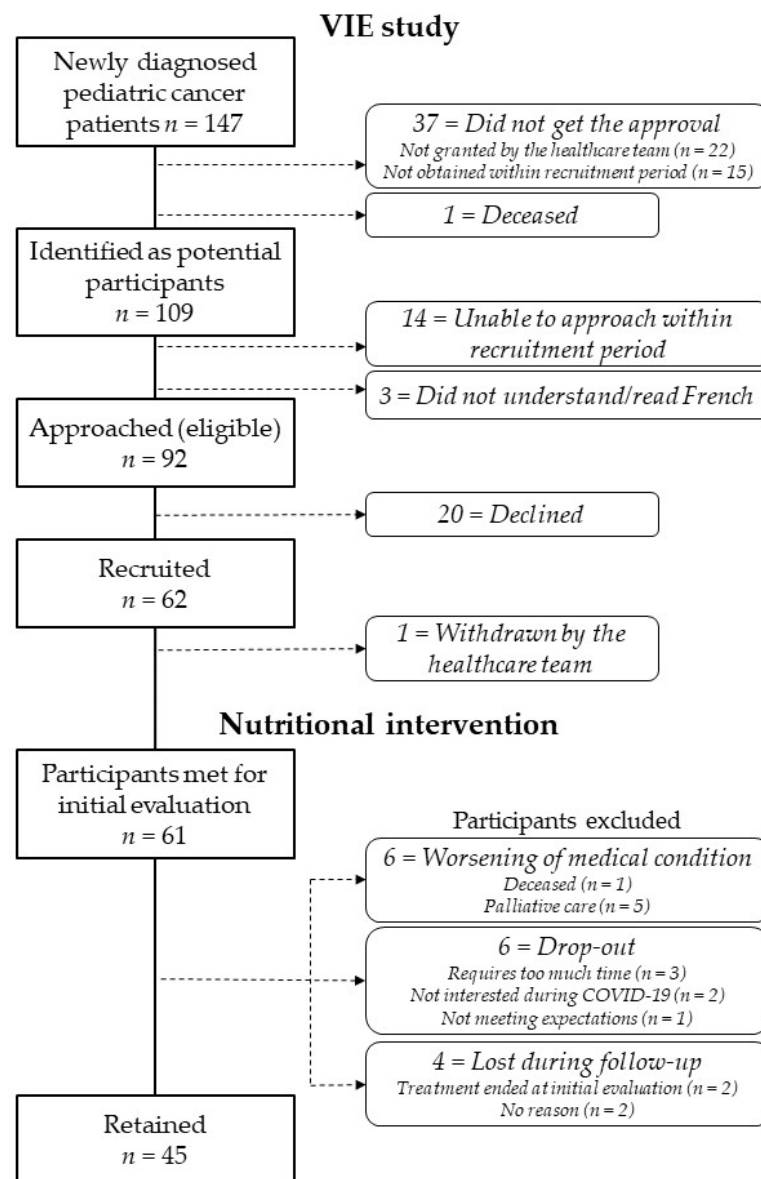 VIE study
Newly diagnosed
pediatric cancer
patients n = 147
37 = Did not get the approval
Not granted by the healthcare team (n = 22)
Not obtained within recruitment period (n = 15)
1 = Deceased
Identified as potential
participants
n = 109
14 = Unable to approach within
recruitment period
3 = Did not understand/read French
Approached (eligible)
n = 92
20 = Declined
Recruited
n = 62
1 = Withdrawn by the
healthcare team
Nutritional intervention
Participants met for
initial evaluation
n = 61
Participants excluded
6 = Worsening of medical condition
Deceased (n = 1)
Palliative care (n = 5)
6 = Drop-out
Requires too much time (n = 3)
Not interested during COVID-19 (n = 2)
Not meeting expectations (n = 1)
4 = Lost during follow-up
Treatment ended at initial evaluation (n = 2)
No reason (n = 2)
Retained
n = 45